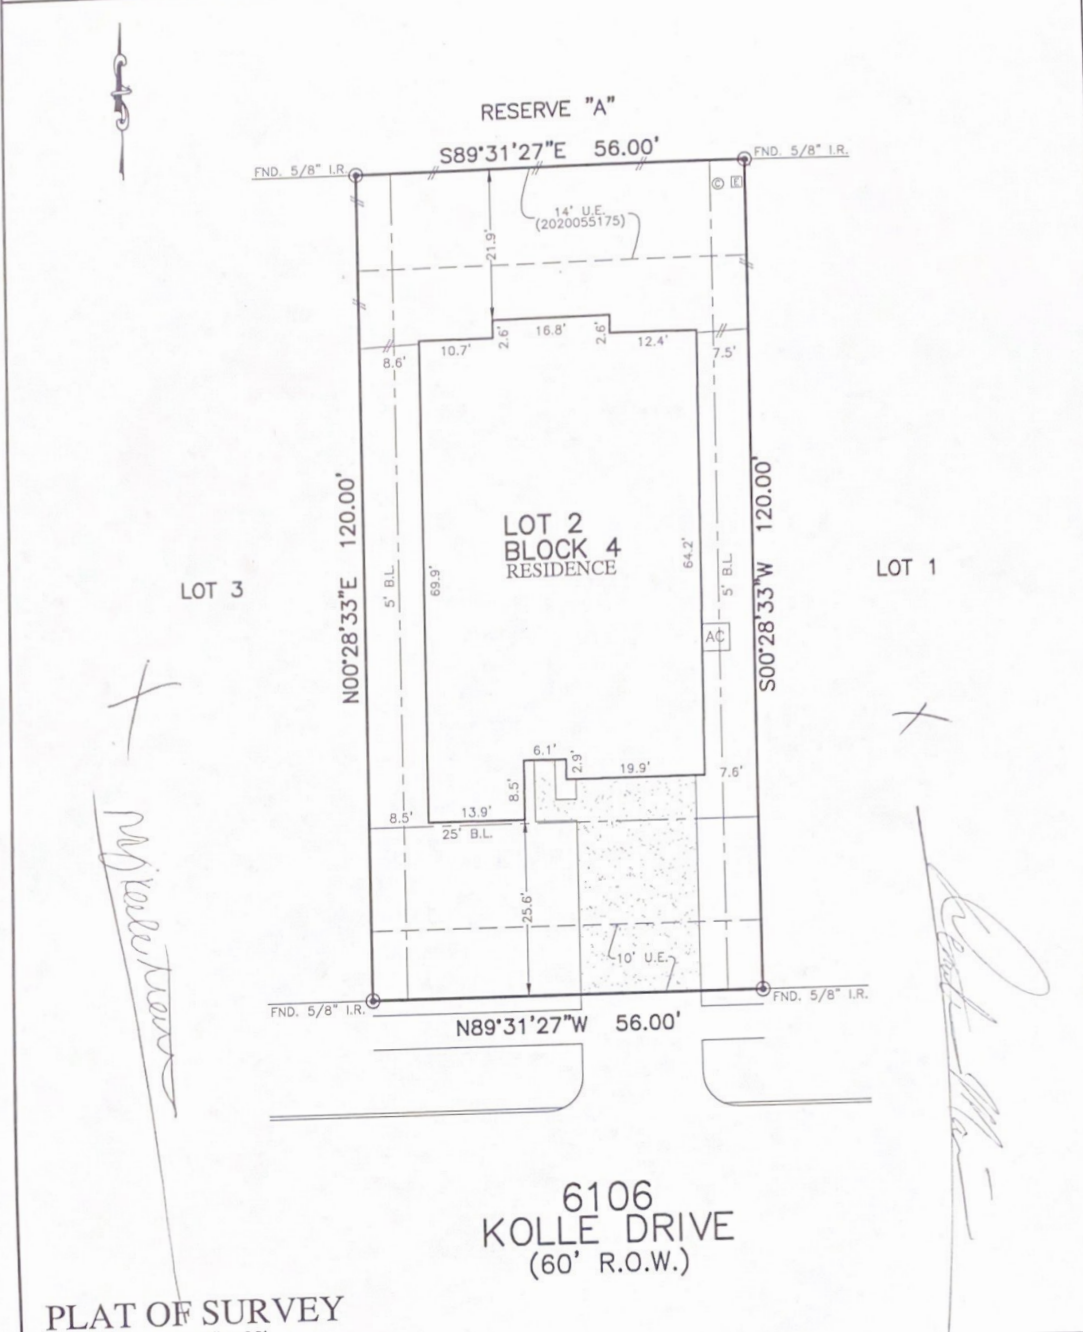 RESERVE "A"
S89°31'27"E 56.00'
FND. 5/8" I.R.
FND. 5/8" I.R.
© E
14' U.E.
(2020055175)
21.9'
16.8'
2.6'
2.6'
10.7'
12.4'
8.6'
7.5'
N00°28'33"E 120.00'
S00°28'33"W 120.00'
LOT 2
BLOCK 4
RESIDENCE
LOT 3
LOT 1
5' B.L.
69.9'
64.2'
5' B.L.
AC
6.1'
2.9'
19.9'
7.6'
8.5'
13.9'
8.5'
25' B.L.
25.6'
10' U.E.
FND. 5/8" I.R.
FND. 5/8" I.R.
N89°31'27"W 56.00'
6106
KOLLE DRIVE
(60' R.O.W.)
PLAT OF SURVEY